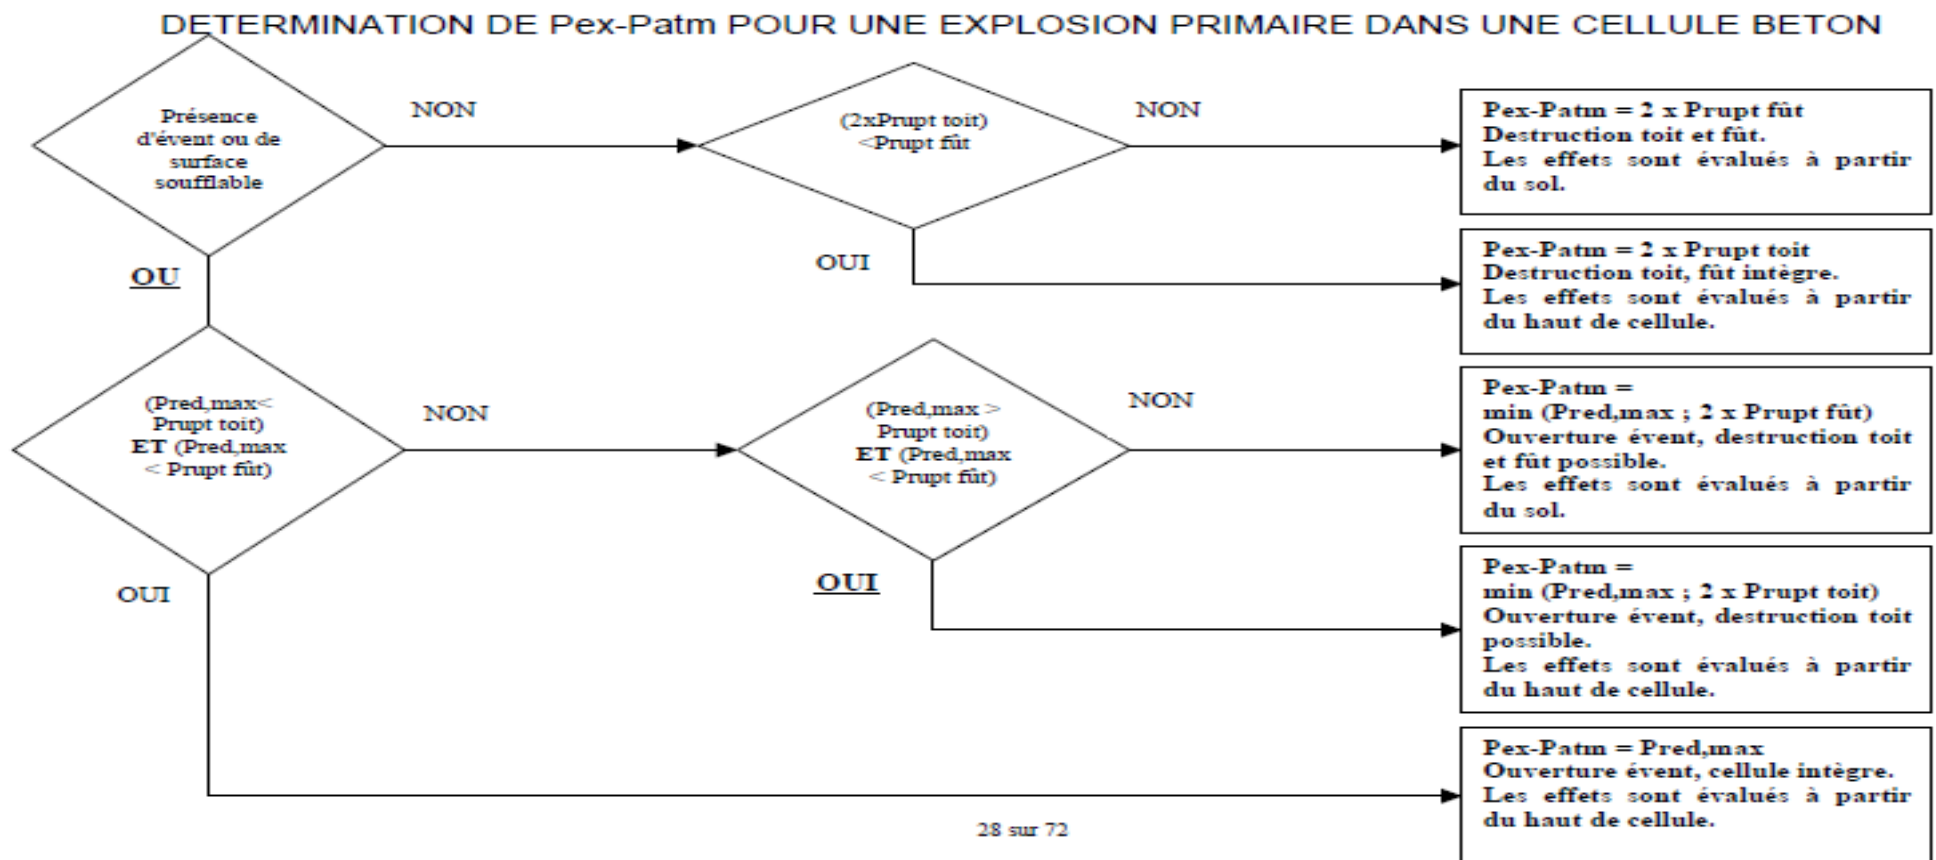 DETERMINATION DE Pex-Patm POUR UNE EXPLOSION PRIMAIRE DANS UNE CELLULE BETON
Présence
d'évent ou de
surface
soufflable
NON
(2xPrupt toit)
<Prupt fût
NON
Pex-Patm = 2 x Prupt fût
Destruction toit et fût.
Les effets sont évalués à partir
du sol.
OU
OUI
Pex-Patm = 2 x Prupt toit
Destruction toit, fût intègre.
Les effets sont évalués à partir
du haut de cellule.
(Pred,max<
Prupt toit)
ET (Pred,max
< Prupt fût)
NON
(Pred,max >
Prupt toit)
ET (Pred,max
< Prupt fût)
NON
Pex-Patm =
min (Pred,max ; 2 x Prupt fût)
Ouverture évent, destruction toit
et fût possible.
Les effets sont évalués à partir
du sol.
OUI
OUI
Pex-Patm =
min (Pred,max ; 2 x Prupt toit)
Ouverture évent, destruction toit
possible.
Les effets sont évalués à partir
du haut de cellule.
Pex-Patm = Pred,max
Ouverture évent, cellule intègre.
Les effets sont évalués à partir
du haut de cellule.
28 sur 72